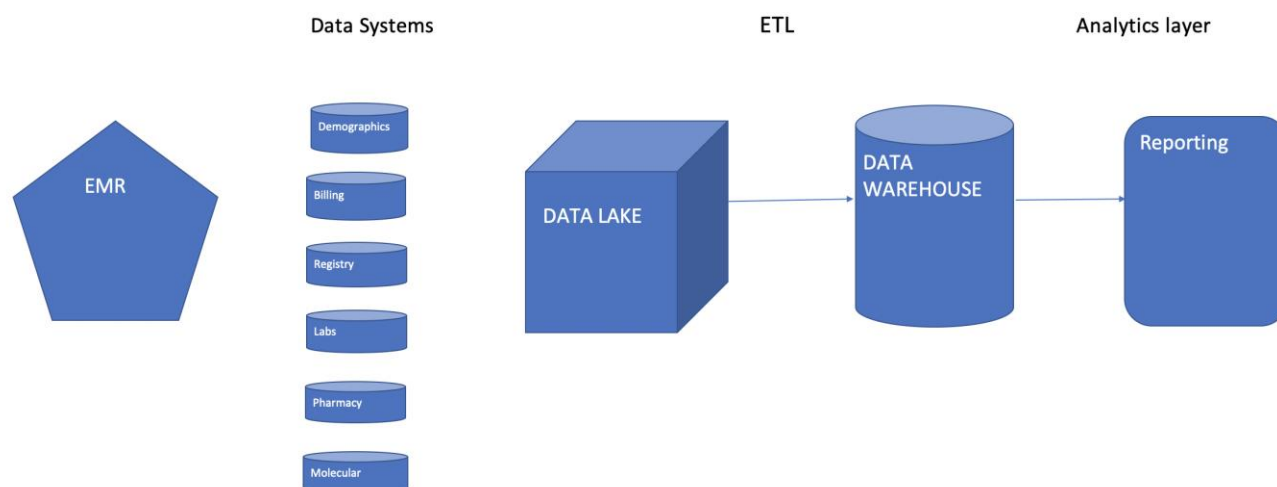 Data Systems
ETL
Analytics layer
EMR
Demographics
Billing
Registry
Labs
Pharmacy
Molecular
DATA LAKE
DATA
WAREHOUSE
Reporting